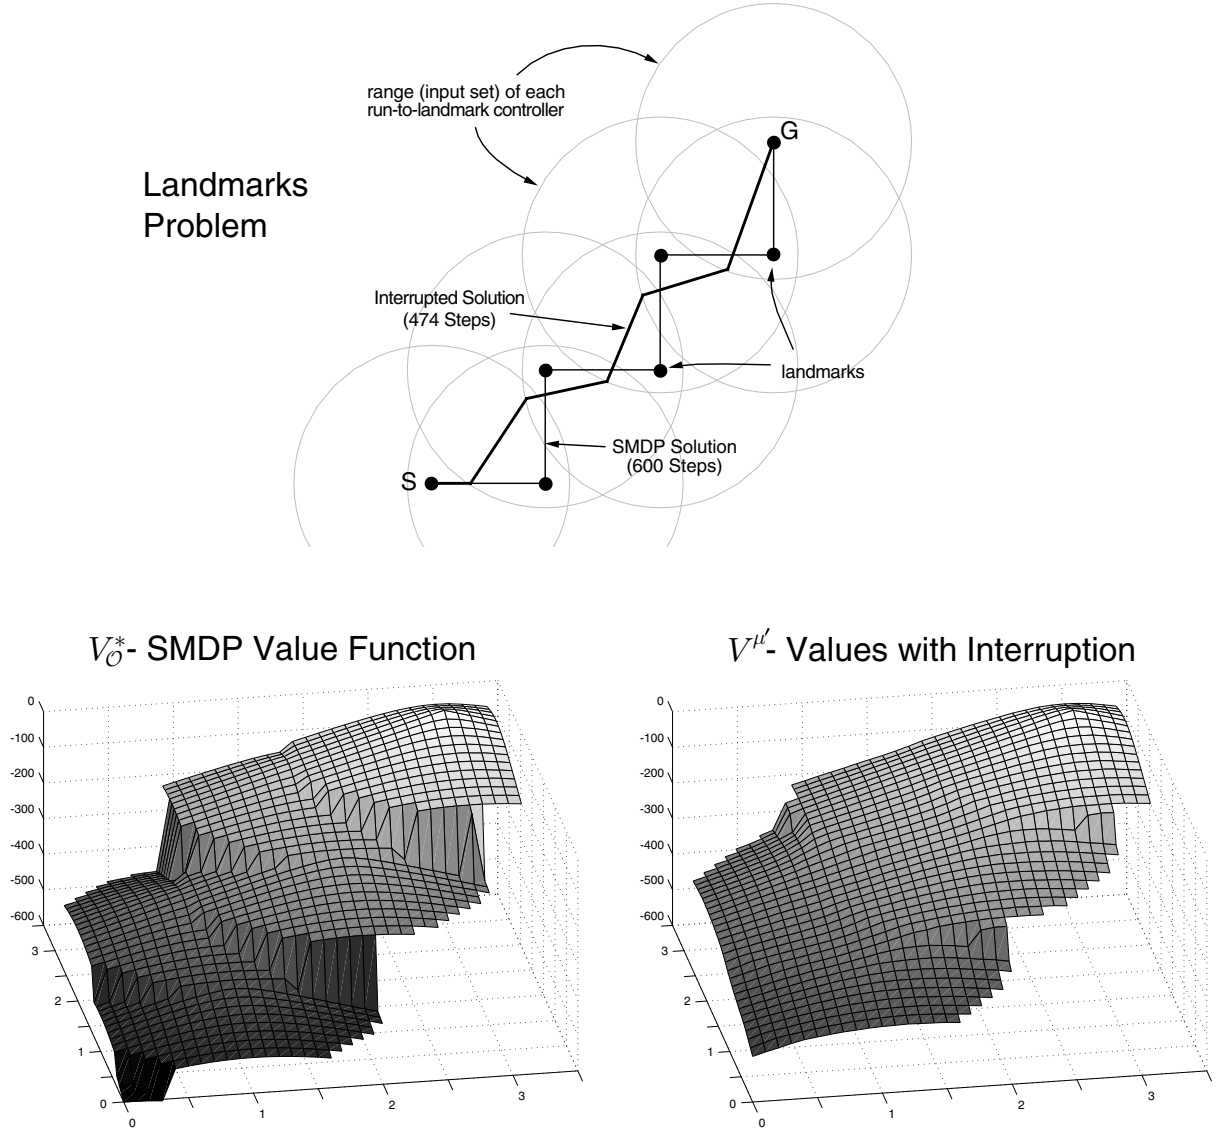 range (input set) of each
run-to-landmark controller
G
Landmarks
Problem
Interrupted Solution
(474 Steps)
landmarks
SMDP Solution
(600 Steps)
S
V*O - SMDP Value Function
Vμ′ - Values with Interruption
0
-100
-200
-300
-400
-500
-600
3
2
1
0
0
1
2
3
0
-100
-200
-300
-400
-500
-600
3
2
1
0
0
1
2
3